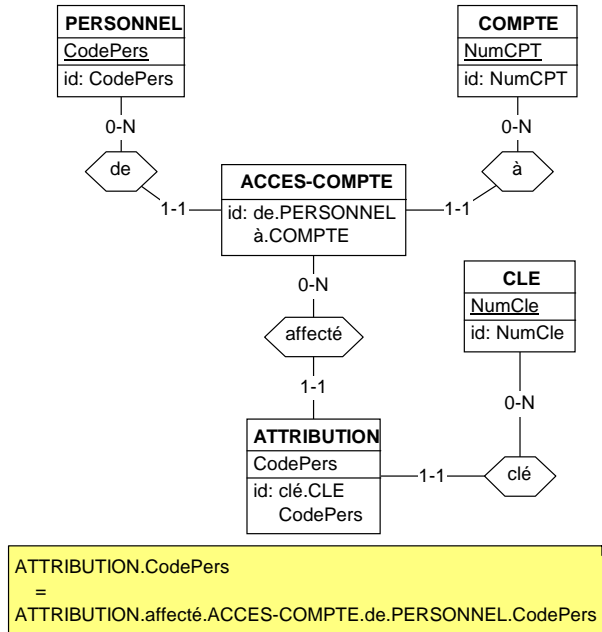 PERSONNEL
CodePers
id: CodePers
COMPTE
NumCPT
id: NumCPT
0-N
0-N
de
à
1-1
1-1
ACCES-COMPTE
id: de.PERSONNEL
à.COMPTE
0-N
affecté
1-1
CLE
NumCle
id: NumCle
0-N
ATTRIBUTION
CodePers
id: clé.CLE
CodePers
1-1
clé
ATTRIBUTION.CodePers
=
ATTRIBUTION.affecté.ACCES-COMPTE.de.PERSONNEL.CodePers